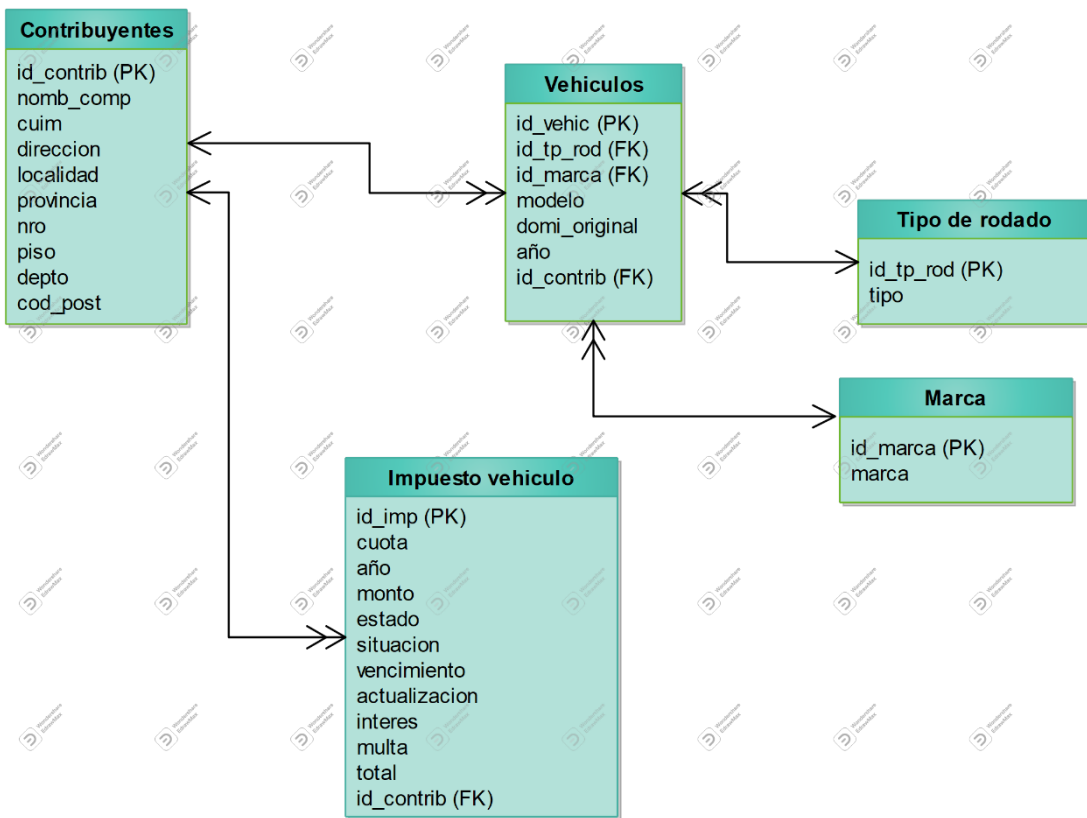 Contribuyentes
id_contrib (PK)
nomb_comp
cuim
direccion
localidad
provincia
nro
piso
depto
cod_post
Vehiculos
id_vehic (PK)
id_tp_rod (FK)
id_marca (FK)
modelo
domi_original
año
id_contrib (FK)
Tipo de rodado
id_tp_rod (PK)
tipo
Marca
id_marca (PK)
marca
Impuesto vehiculo
id_imp (PK)
cuota
año
monto
estado
situacion
vencimiento
actualizacion
interes
multa
total
id_contrib (FK)
Wondershare
EdrawMax